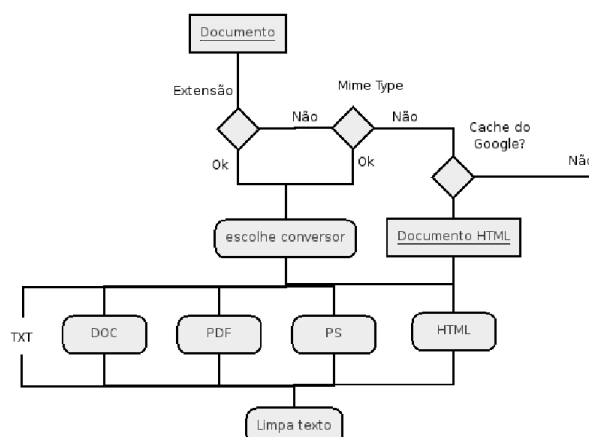 Documento
Extensão
Mime Type
Não
Não
Cache do
Google?
Não
Ok
Ok
escolhe conversor
Documento HTML
TXT
DOC
PDF
PS
HTML
Limpa texto